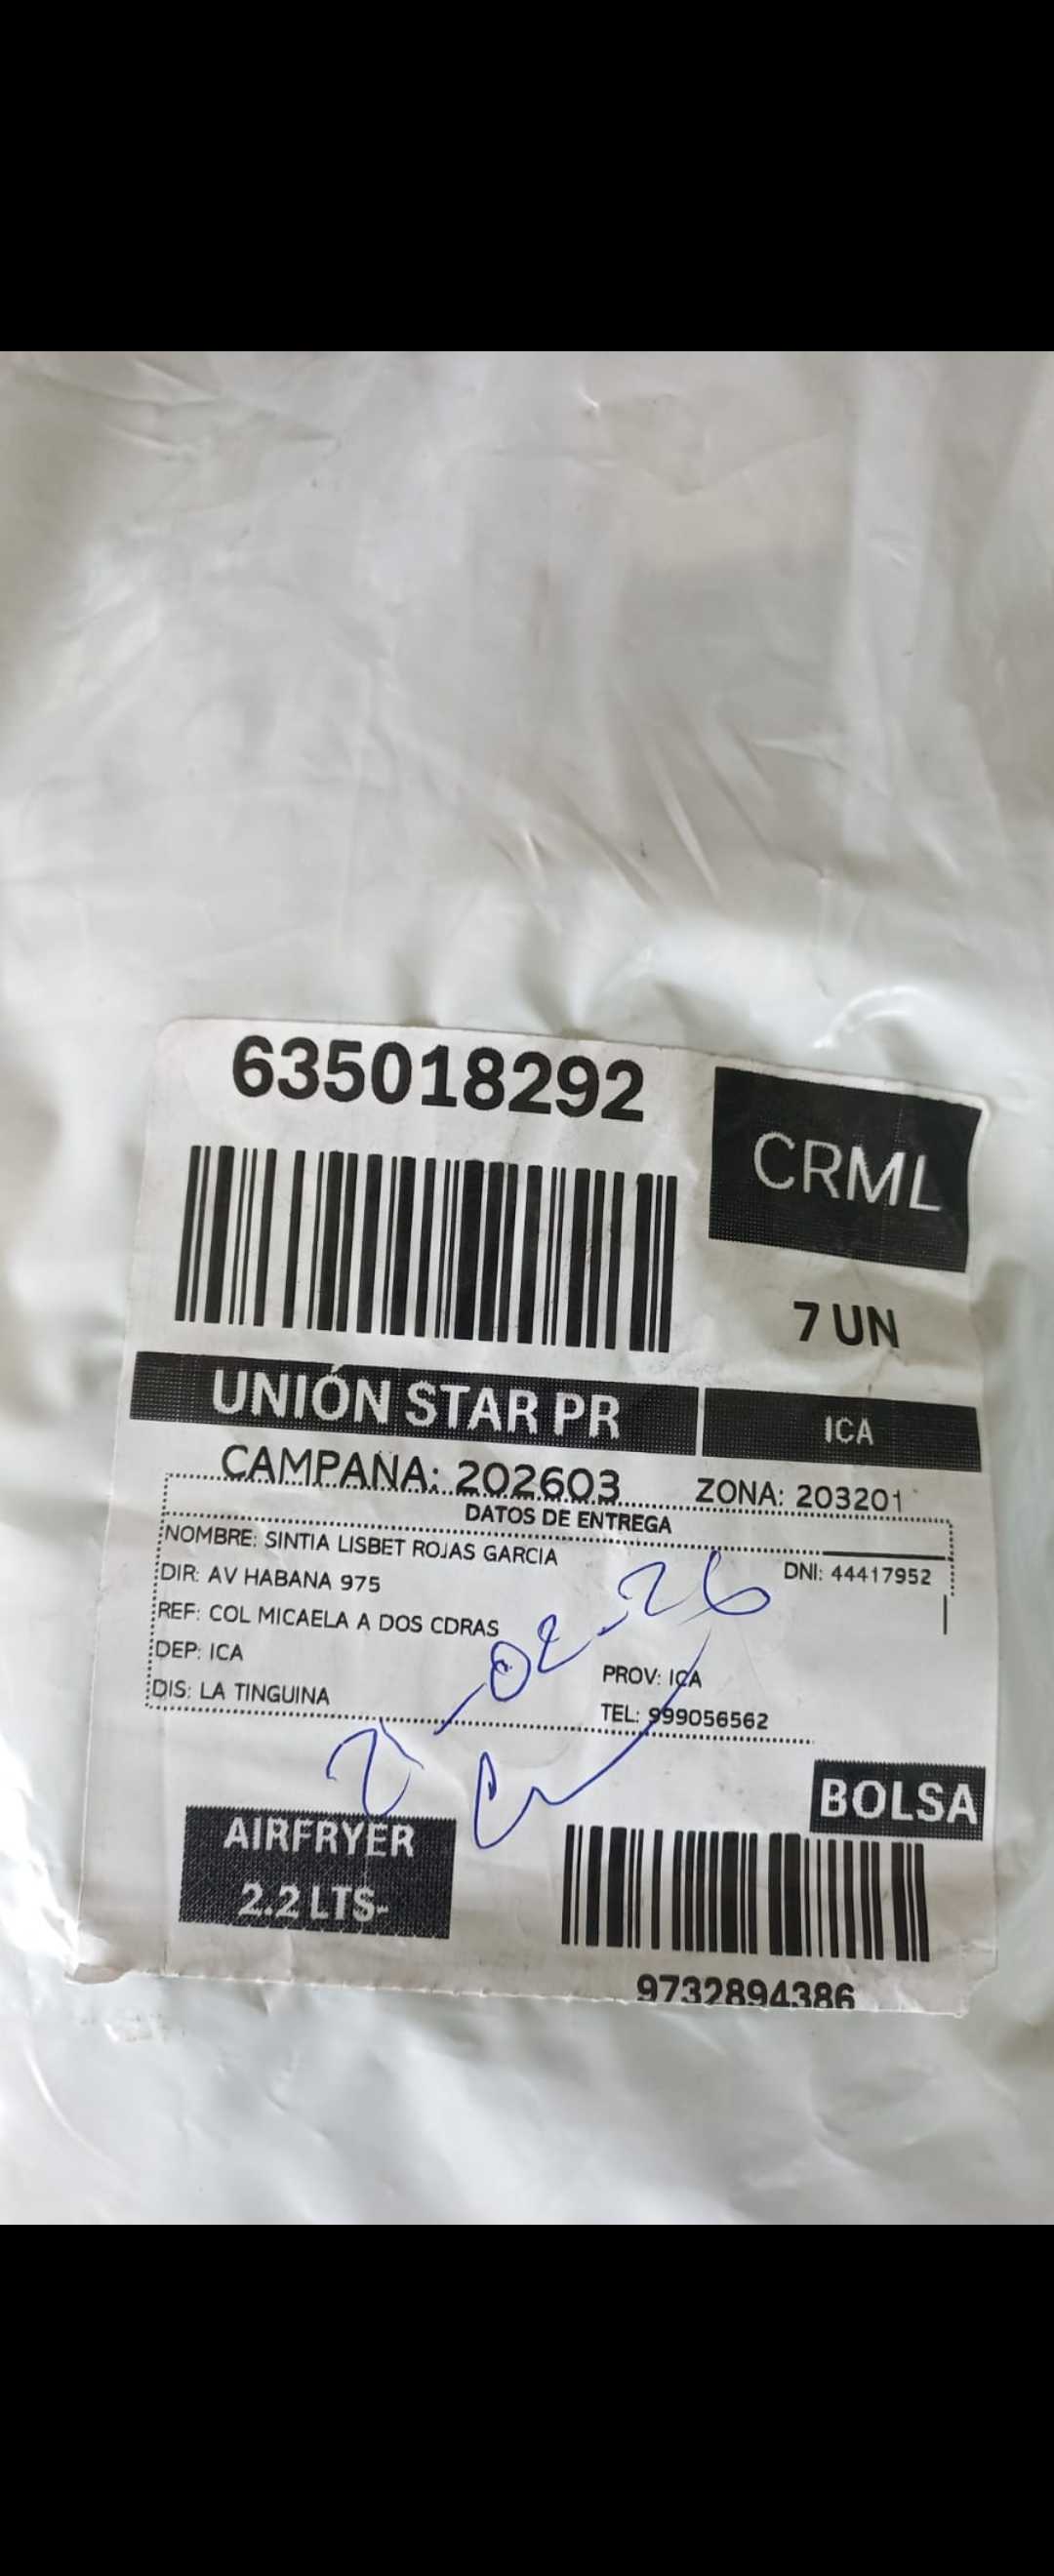 635018292
CRML
7 UN
UNIÓN STAR PR
ICA
CAMPAÑA: 202603
ZONA: 203201
DATOS DE ENTREGA
NOMBRE: SINTIA LISBET ROJAS GARCIA
DNI: 44417952
DIR: AV HABANA 975
REF: COL MICAELA A DOS CDRAS
DEP: ICA
PROV: ICA
DIS: LA TINGUINA
TEL: 999056562
-02-26
BOLSA
AIRFRYER
2.2 LTS-
9732894386